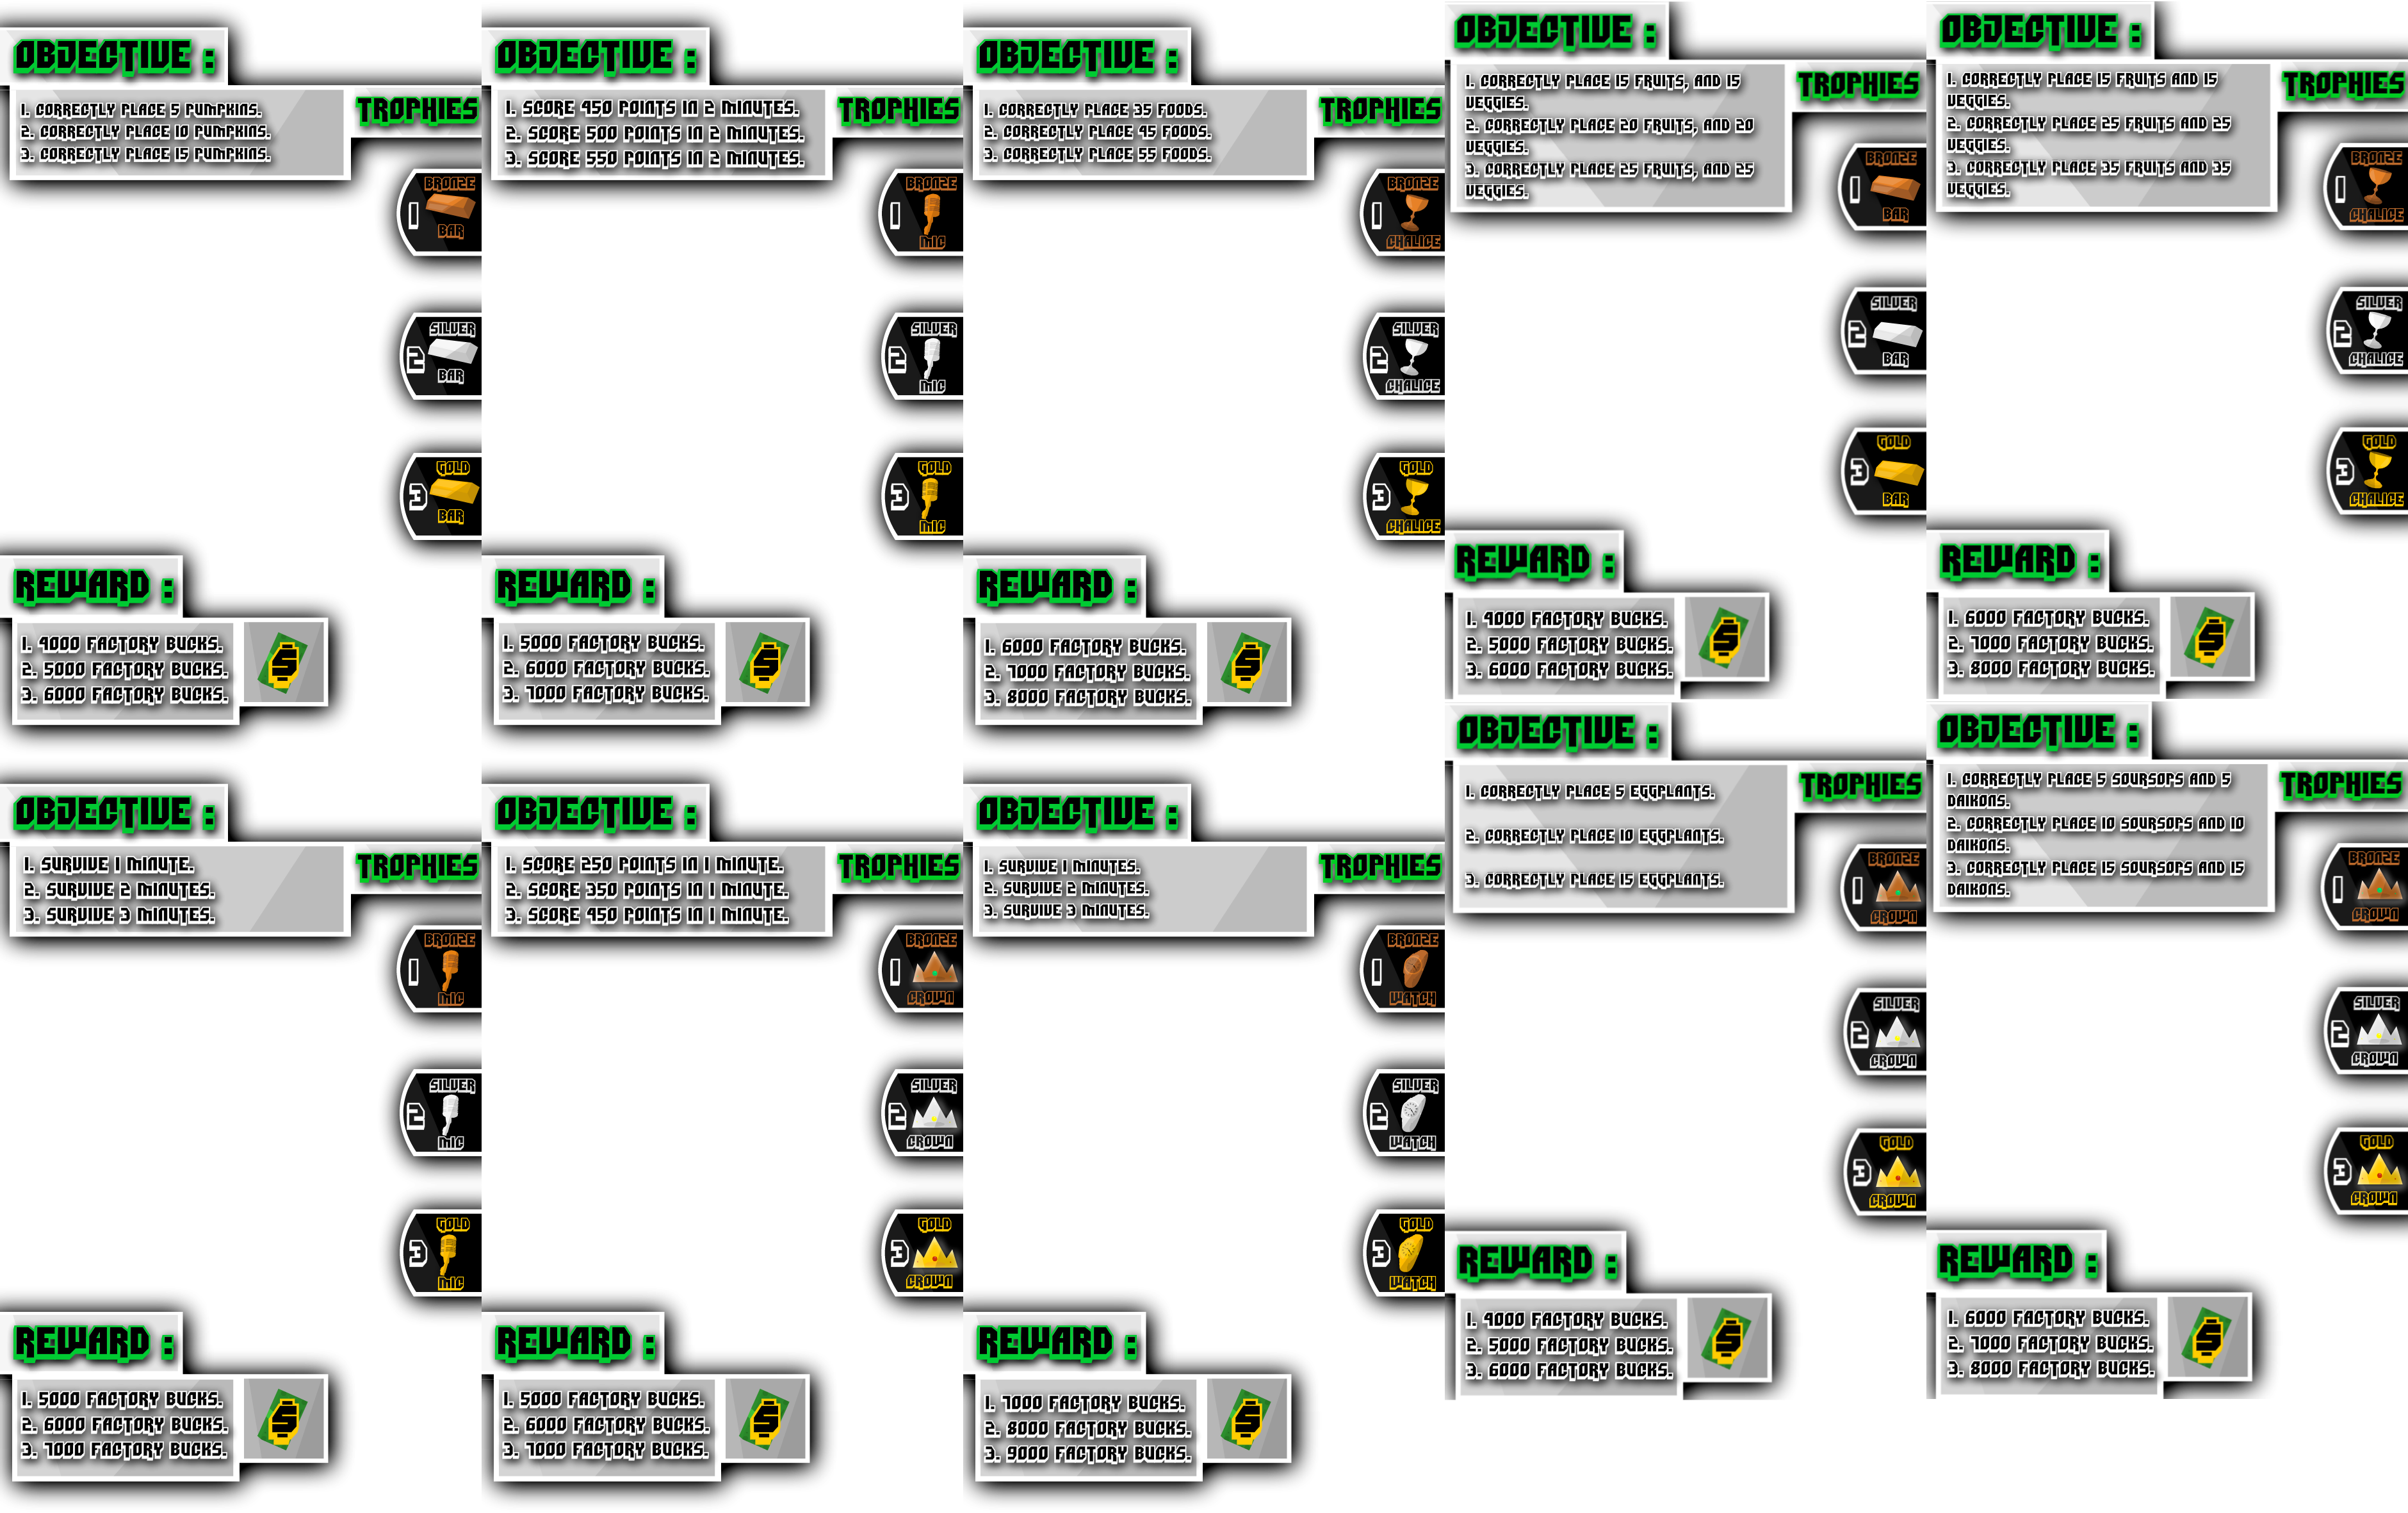 OBJECTIVE :
1. CORRECTLY PLACE 5 PUMPKINS.
2. CORRECTLY PLACE 10 PUMPKINS.
3. CORRECTLY PLACE 15 PUMPKINS.
TROPHIES
BRONZE
1
BAR
SILVER
2
BAR
GOLD
3
BAR
REWARD :
1. 4000 FACTORY BUCKS.
2. 5000 FACTORY BUCKS.
3. 6000 FACTORY BUCKS.
OBJECTIVE :
1. SCORE 450 POINTS IN 2 MINUTES.
2. SCORE 500 POINTS IN 2 MINUTES.
3. SCORE 550 POINTS IN 2 MINUTES.
TROPHIES
BRONZE
1
MIC
SILVER
2
MIC
GOLD
3
MIC
REWARD :
1. 5000 FACTORY BUCKS.
2. 6000 FACTORY BUCKS.
3. 7000 FACTORY BUCKS.
OBJECTIVE :
1. CORRECTLY PLACE 35 FOODS.
2. CORRECTLY PLACE 45 FOODS.
3. CORRECTLY PLACE 55 FOODS.
TROPHIES
BRONZE
1
CHALICE
SILVER
2
CHALICE
GOLD
3
CHALICE
REWARD :
1. 6000 FACTORY BUCKS.
2. 7000 FACTORY BUCKS.
3. 8000 FACTORY BUCKS.
OBJECTIVE :
1. CORRECTLY PLACE 15 FRUITS, AND 15
VEGGIES.
2. CORRECTLY PLACE 20 FRUITS, AND 20
VEGGIES.
3. CORRECTLY PLACE 25 FRUITS, AND 25
VEGGIES.
TROPHIES
BRONZE
1
BAR
SILVER
2
BAR
GOLD
3
BAR
REWARD :
1. 4000 FACTORY BUCKS.
2. 5000 FACTORY BUCKS.
3. 6000 FACTORY BUCKS.
OBJECTIVE :
1. CORRECTLY PLACE 15 FRUITS AND 15
VEGGIES.
2. CORRECTLY PLACE 25 FRUITS AND 25
VEGGIES.
3. CORRECTLY PLACE 35 FRUITS AND 35
VEGGIES.
TROPHIES
BRONZE
1
CHALICE
SILVER
2
CHALICE
GOLD
3
CHALICE
REWARD :
1. 6000 FACTORY BUCKS.
2. 7000 FACTORY BUCKS.
3. 8000 FACTORY BUCKS.
OBJECTIVE :
1. SURVIVE 1 MINUTE.
2. SURVIVE 2 MINUTES.
3. SURVIVE 3 MINUTES.
TROPHIES
BRONZE
1
MIC
SILVER
2
MIC
GOLD
3
MIC
REWARD :
1. 5000 FACTORY BUCKS.
2. 6000 FACTORY BUCKS.
3. 7000 FACTORY BUCKS.
OBJECTIVE :
1. SCORE 250 POINTS IN 1 MINUTE.
2. SCORE 350 POINTS IN 1 MINUTE.
3. SCORE 450 POINTS IN 1 MINUTE.
TROPHIES
BRONZE
1
CROWN
SILVER
2
CROWN
GOLD
3
CROWN
REWARD :
1. 5000 FACTORY BUCKS.
2. 6000 FACTORY BUCKS.
3. 7000 FACTORY BUCKS.
OBJECTIVE :
1. SURVIVE 1 MINUTES.
2. SURVIVE 2 MINUTES.
3. SURVIVE 3 MINUTES.
TROPHIES
BRONZE
1
WATCH
SILVER
2
WATCH
GOLD
3
WATCH
REWARD :
1. 7000 FACTORY BUCKS.
2. 8000 FACTORY BUCKS.
3. 9000 FACTORY BUCKS.
OBJECTIVE :
1. CORRECTLY PLACE 5 EGGPLANTS.
2. CORRECTLY PLACE 10 EGGPLANTS.
3. CORRECTLY PLACE 15 EGGPLANTS.
TROPHIES
BRONZE
1
CROWN
SILVER
2
CROWN
GOLD
3
CROWN
REWARD :
1. 4000 FACTORY BUCKS.
2. 5000 FACTORY BUCKS.
3. 6000 FACTORY BUCKS.
OBJECTIVE :
1. CORRECTLY PLACE 5 SOURSOPS AND 5
DAIKONS.
2. CORRECTLY PLACE 10 SOURSOPS AND 10
DAIKONS.
3. CORRECTLY PLACE 15 SOURSOPS AND 15
DAIKONS.
TROPHIES
BRONZE
1
CROWN
SILVER
2
CROWN
GOLD
3
CROWN
REWARD :
1. 6000 FACTORY BUCKS.
2. 7000 FACTORY BUCKS.
3. 8000 FACTORY BUCKS.